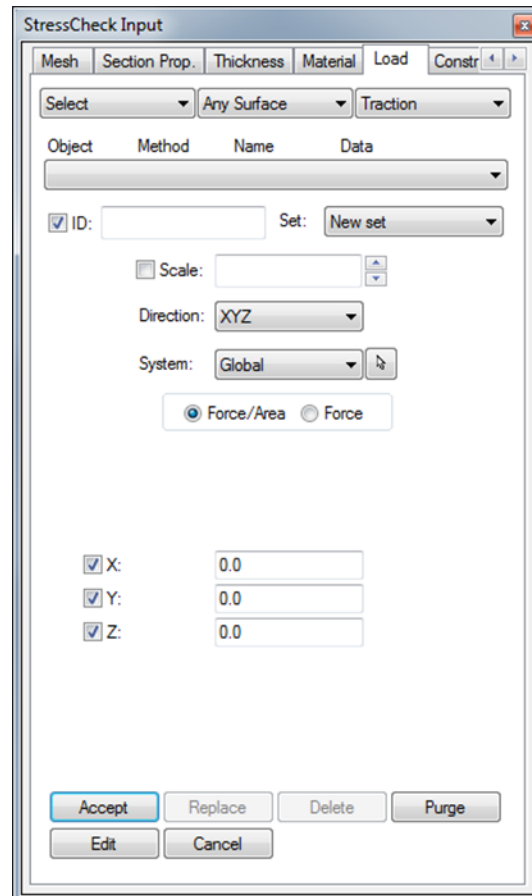 StressCheck Input
Mesh Section Prop. Thickness Material Load Constr
Select Any Surface Traction
Object Method Name Data
ID: Set: New set
Scale:
Direction: XYZ
System: Global
Force/Area Force
X: 0.0
Y: 0.0
Z: 0.0
Accept Replace Delete Purge
Edit Cancel